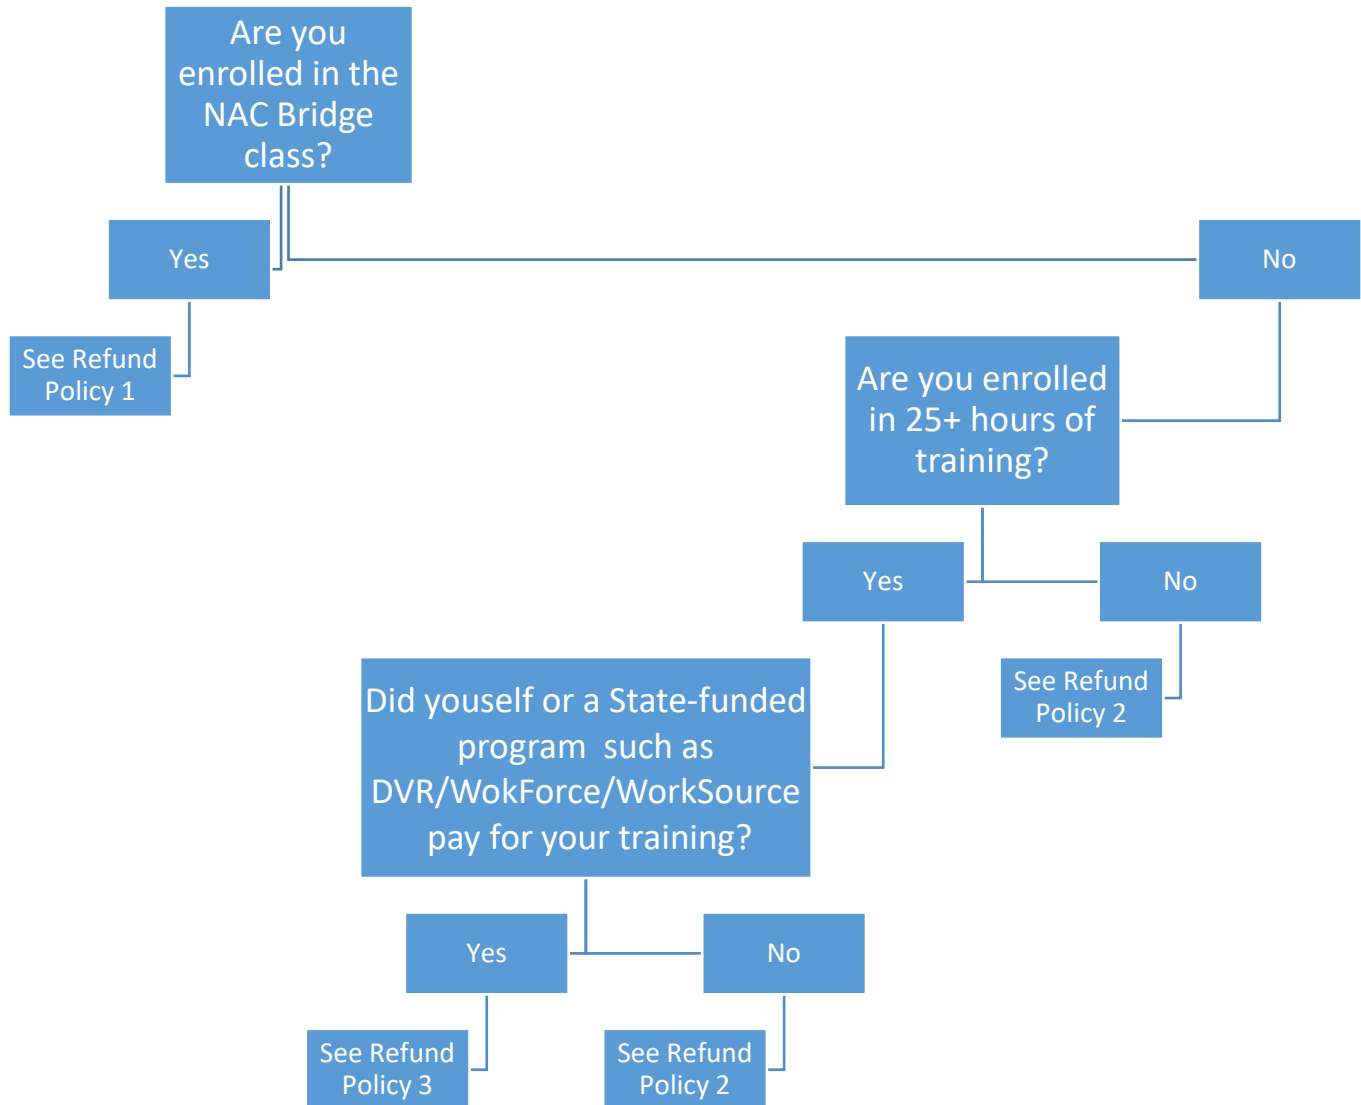 Are you
enrolled in the
NAC Bridge
class?
Yes
No
See Refund
Policy 1
Are you enrolled
in 25+ hours of
training?
Yes
No
See Refund
Policy 2
Did youself or a State-funded
program such as
DVR/WokForce/WorkSource
pay for your training?
Yes
No
See Refund
Policy 3
See Refund
Policy 2